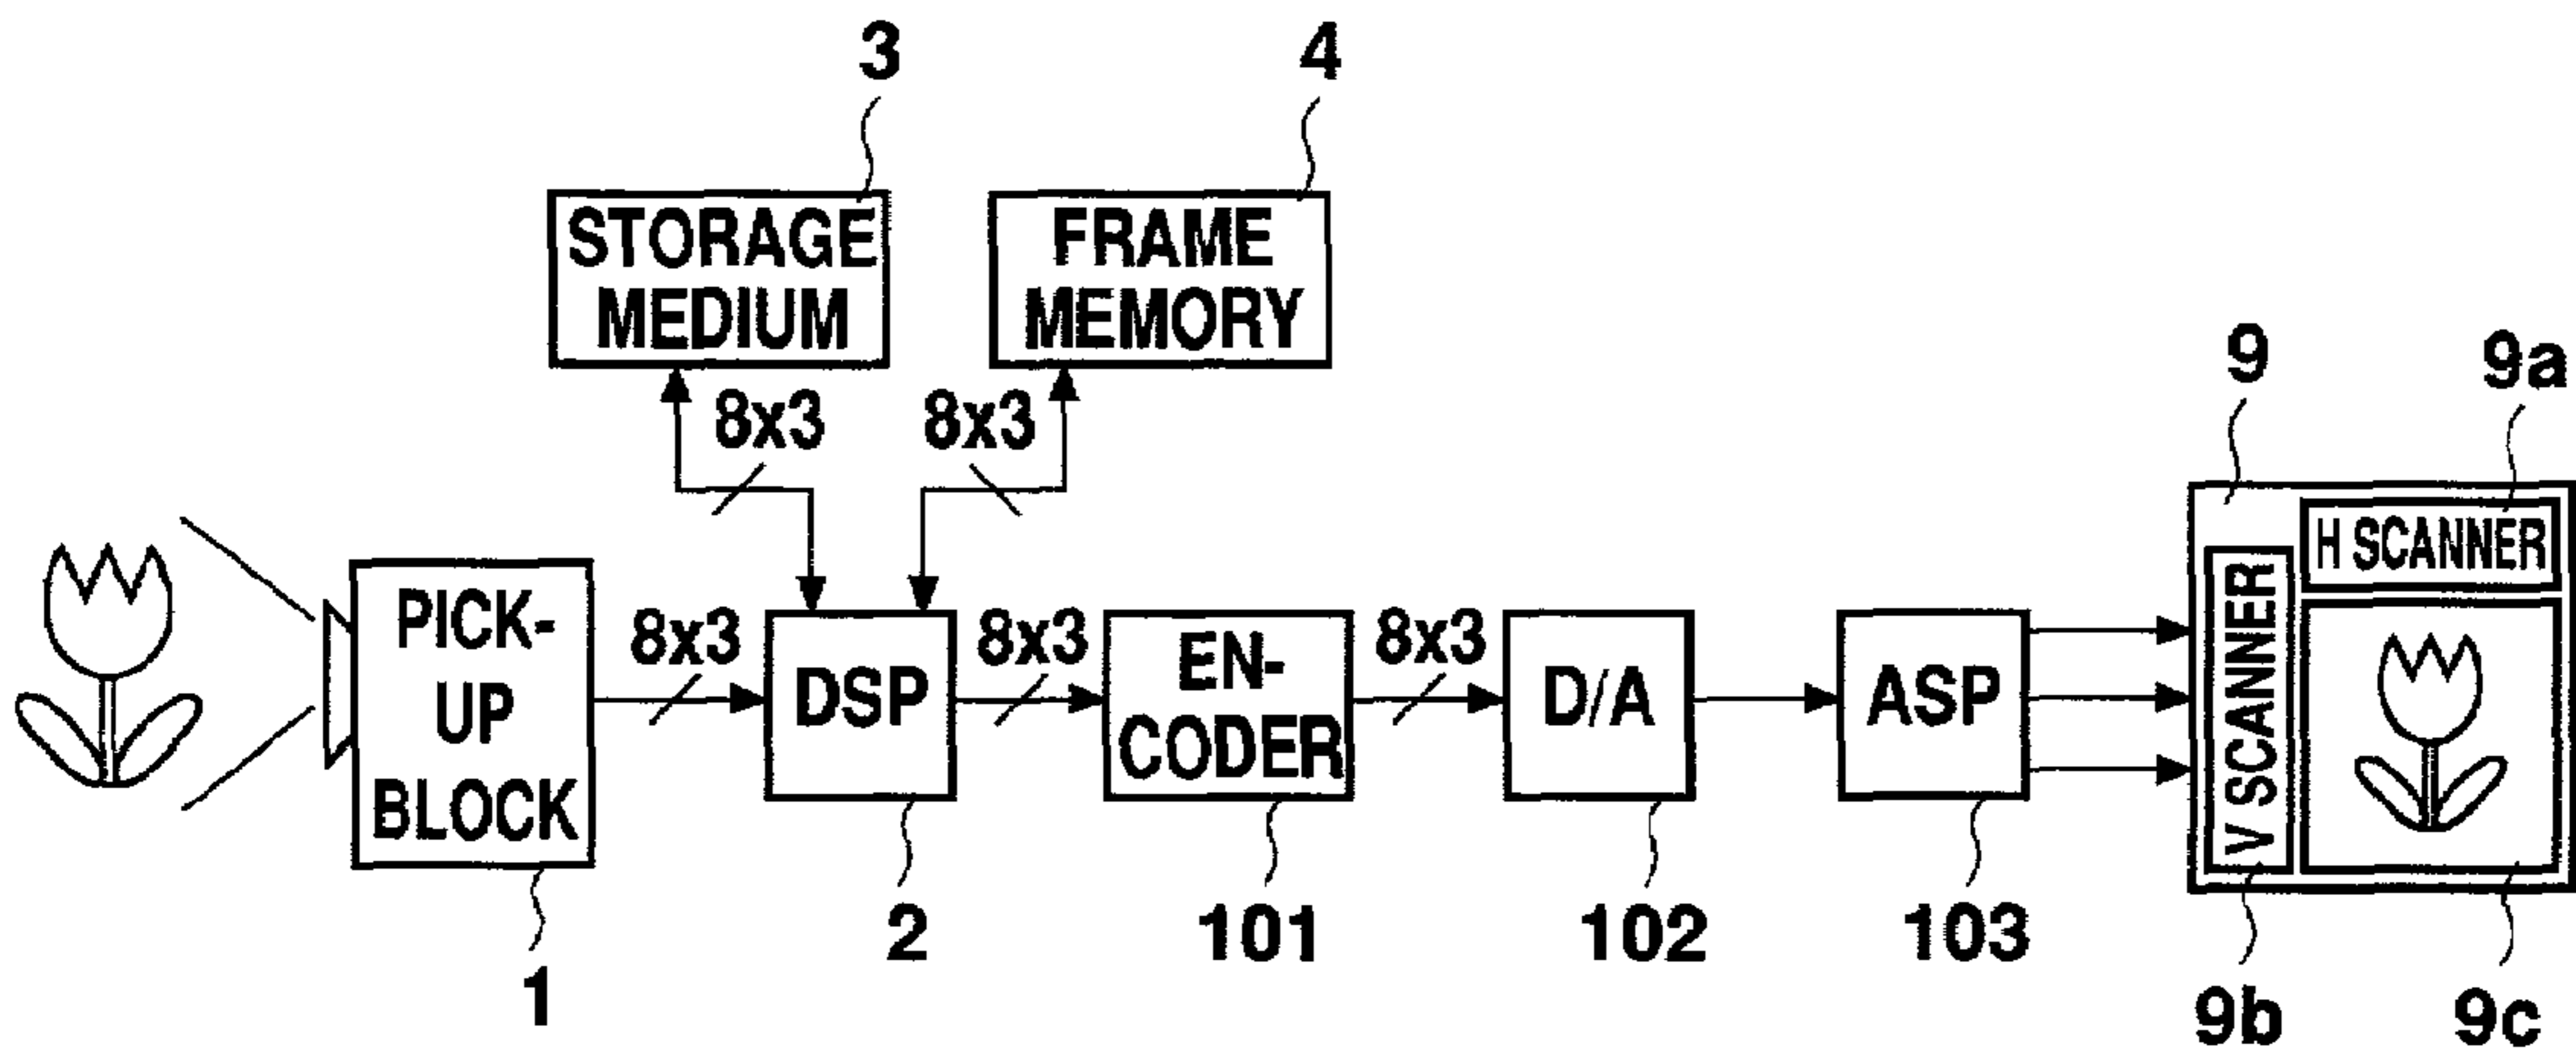 3
4
STORAGE
MEDIUM
FRAME
MEMORY
8x3
8x3
9
9a
PICK-
UP
BLOCK
8x3
DSP
8x3
EN-
CODER
8x3
D/A
ASP
V SCANNER
H SCANNER
1
2
101
102
103
9b
9c